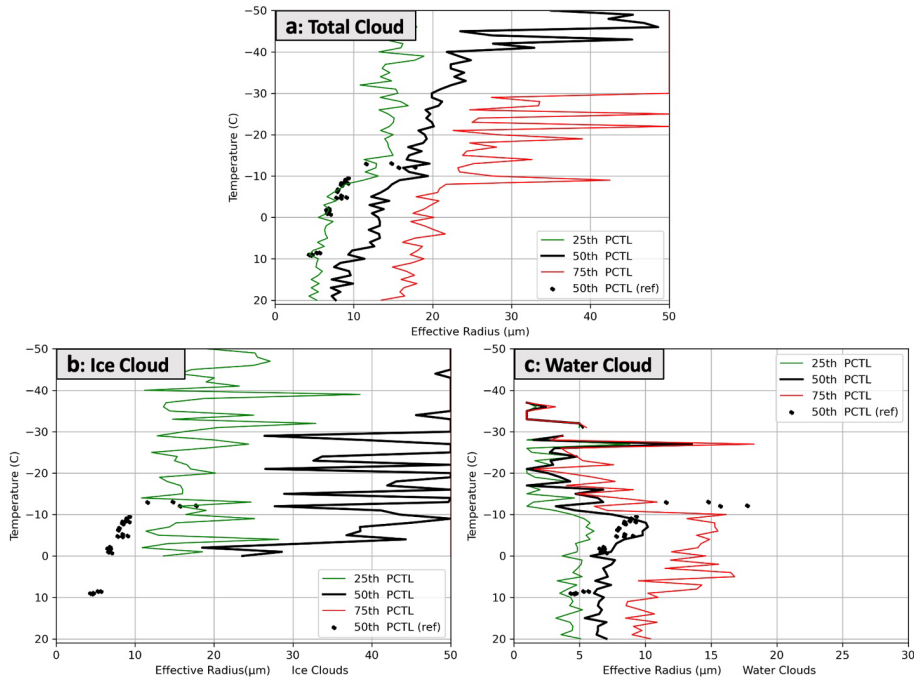 a: Total Cloud
−50
−40
−30
−20
−10
0
10
20
Temperature (C)
25th PCTL
50th PCTL
75th PCTL
50th PCTL (ref)
0 10 20 30 40 50
Effective Radius (μm)
b: Ice Cloud
−50
−40
−30
−20
−10
0
10
20
Temperature (C)
25th PCTL
50th PCTL
75th PCTL
50th PCTL (ref)
0 10 20 30 40 50
Effective Radius(μm) Ice Clouds
c: Water Cloud
−50
−40
−30
−20
−10
0
10
20
Temperature (C)
25th PCTL
50th PCTL
75th PCTL
50th PCTL (ref)
0 5 10 15 20 25 30
Effective Radius (μm) Water Clouds